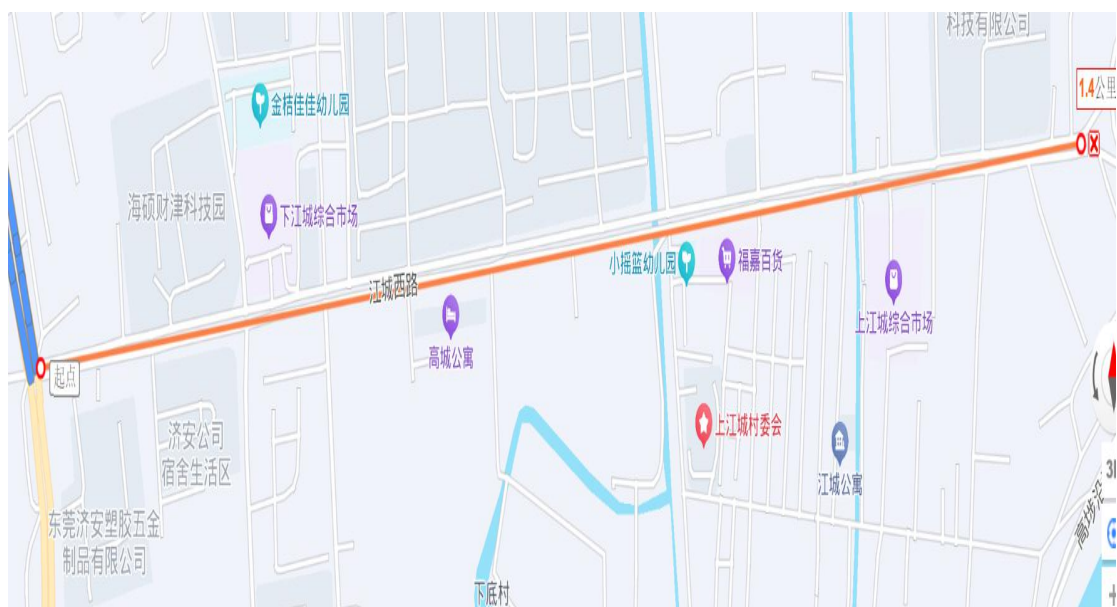 科技有限公司
1.4公里
金桔佳佳幼儿园
海硕财津科技园
下江城综合市场
小摇篮幼儿园
福嘉百货
江城西路
上江城综合市场
高城公寓
起点
上江城村委会
济安公司
宿舍生活区
江城公寓
东莞济安塑胶五金
制品有限公司
高埗沿
下底村